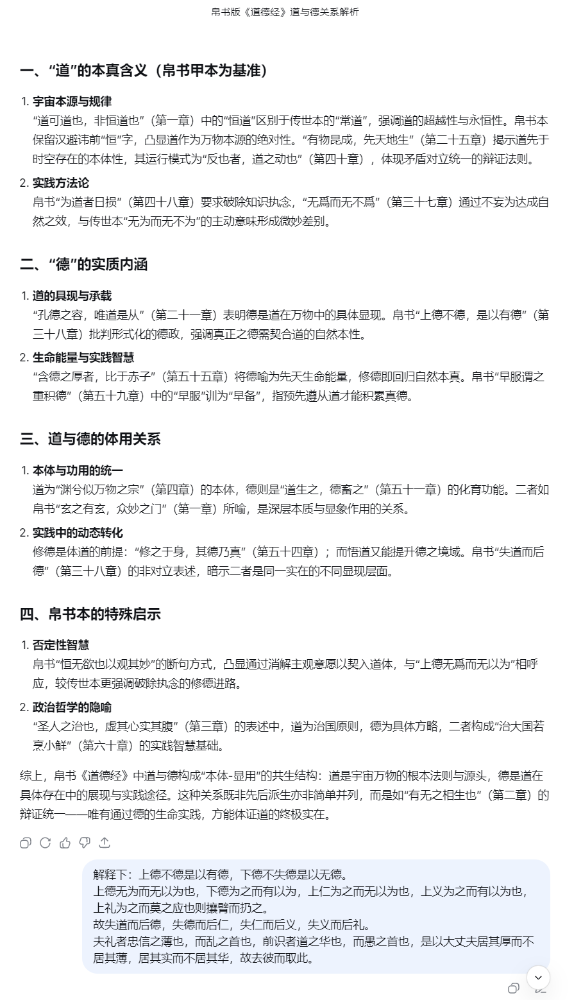 帛书版《道德经》道与德关系解析
一、“道”的本真含义（帛书甲本为基准）
1. 宇宙本源与规律
“道可道也，非恒道也”（第一章）中的“恒道”区别于传世本的“常道”，强调道的超越性与永恒性。帛书本
保留汉避讳前“恒”字，凸显道作为万物本源的绝对性。“有物昆成，先天地生”（第二十五章）揭示道先于
时空存在的本体性，其运行模式为“反也者，道之动也”（第四十章），体现矛盾对立统一的辩证法则。
2. 实践方法论
帛书“为道者日损”（第四十八章）要求破除知识执念，“无爲而无不爲”（第三十七章）通过不妄为达成自
然之效，与传世本“无为而无不为”的主动意味形成微妙差别。
二、“德”的实质内涵
1. 道的具现与承载
“孔德之容，唯道是从”（第二十一章）表明德是道在万物中的具体显现。帛书“上德不德，是以有德”（第
三十八章）批判形式化的德政，强调真正之德需契合道的自然本性。
2. 生命能量与实践智慧
“含德之厚者，比于赤子”（第五十五章）将德喻为先天生命能量，修德即回归自然本真。帛书“早服谓之
重积德”（第五十九章）中的“早服”训为“早备”，指预先遵从道才能积累真德。
三、道与德的体用关系
1. 本体与功用的统一
道为“渊兮似万物之宗”（第四章）的本体，德则是“道生之，德畜之”（第五十一章）的化育功能。二者如
帛书“玄之有玄，众妙之门”（第一章）所喻，是深层本质与显象作用的关系。
2. 实践中的动态转化
修德是体道的前提：“修之于身，其德乃真”（第五十四章）；而悟道又能提升德之境域。帛书“失道而后
德”（第三十八章）的非对立表述，暗示二者是同一实在的不同显现层面。
四、帛书本的特殊启示
1. 否定性智慧
帛书“恒无欲也以观其妙”的断句方式，凸显通过消解主观意愿以契入道体，与“上德无爲而无以为”相呼
应，较传世本更强调破除执念的修德进路。
2. 政治哲学的隐喻
“圣人之治也，虚其心实其腹”（第三章）的表述中，道为治国原则，德为具体方略，二者构成“治大国若
烹小鲜”（第六十章）的实践智慧基础。
综上，帛书《道德经》中道与德构成“本体-显用”的共生结构：道是宇宙万物的根本法则与源头，德是道在
具体存在中的展现与实践途径。这种关系既非先后派生亦非简单并列，而是如“有无之相生也”（第二章）的
辩证统一——唯有通过德的生命实践，方能体证道的终极实在。
解释下：上德不德是以有德，下德不失德是以无德。
上德无为而无以为也，下德为之而有以为，上仁为之而无以为也，上义为之而有以为也，
上礼为之而莫之应也则攘臂而扔之。
故失道而后德，失德而后仁，失仁而后义，失义而后礼。
夫礼者忠信之薄也，而乱之首也，前识者道之华也，而愚之首也，是以大丈夫居其厚而不
居其薄，居其实而不居其华，故去彼而取此。